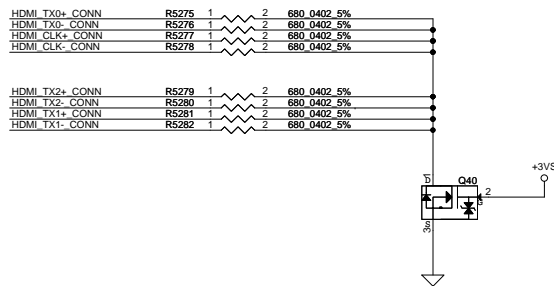 HDMI_TX0+_CONN R5275 1 2 680_0402_5%
HDMI_TX0-_CONN R5276 1 2 680_0402_5%
HDMI_CLK+_CONN R5277 1 2 680_0402_5%
HDMI_CLK-_CONN R5278 1 2 680_0402_5%
HDMI_TX2+_CONN R5279 1 2 680_0402_5%
HDMI_TX2-_CONN R5280 1 2 680_0402_5%
HDMI_TX1+_CONN R5281 1 2 680_0402_5%
HDMI_TX1-_CONN R5282 1 2 680_0402_5%
+3VS
D 1 Q40
2
G
3 S